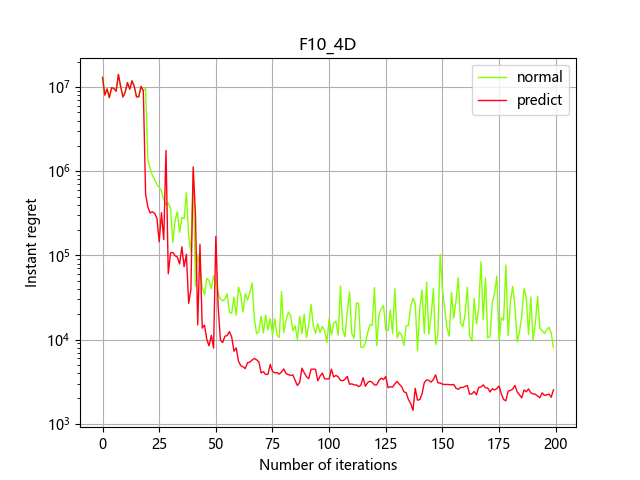 F10_4D
normal
predict
Instant regret
10⁷
10⁶
10⁵
10⁴
10³
0 25 50 75 100 125 150 175 200
Number of iterations